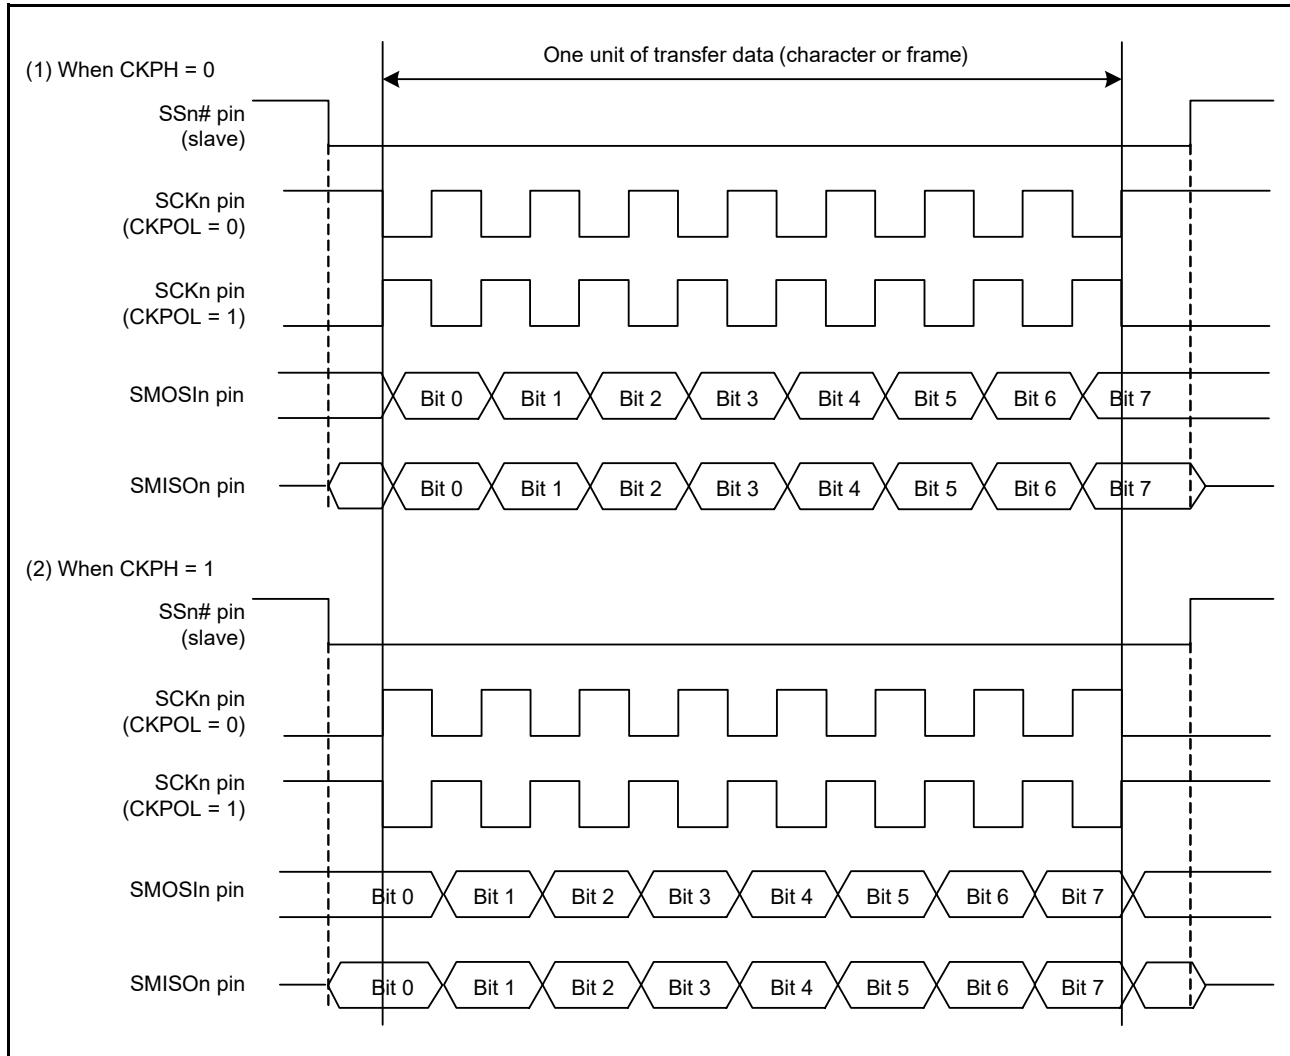 One unit of transfer data (character or frame)
(1) When CKPH = 0
SSn# pin
(slave)
SCKn pin
(CKPOL = 0)
SCKn pin
(CKPOL = 1)
SMOSIn pin
Bit 0 Bit 1 Bit 2 Bit 3 Bit 4 Bit 5 Bit 6 Bit 7
SMISOn pin
Bit 0 Bit 1 Bit 2 Bit 3 Bit 4 Bit 5 Bit 6 Bit 7
(2) When CKPH = 1
SSn# pin
(slave)
SCKn pin
(CKPOL = 0)
SCKn pin
(CKPOL = 1)
SMOSIn pin
Bit 0 Bit 1 Bit 2 Bit 3 Bit 4 Bit 5 Bit 6 Bit 7
SMISOn pin
Bit 0 Bit 1 Bit 2 Bit 3 Bit 4 Bit 5 Bit 6 Bit 7